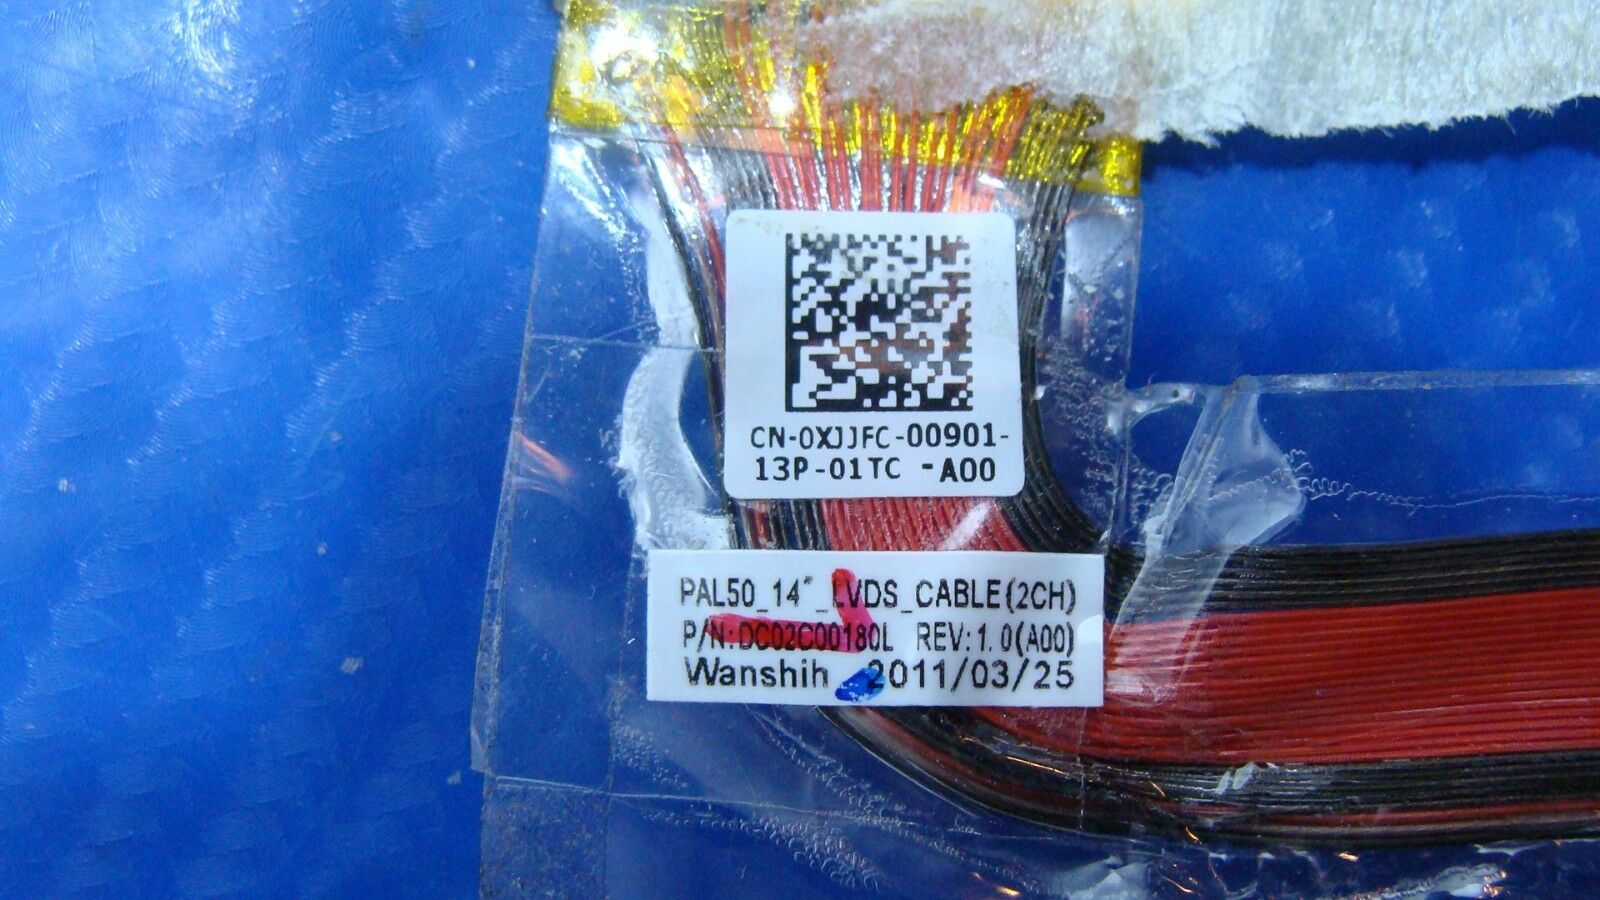 CN-0XJJFC-00901-
13P-01TC -A00
PAL50_14"_LVDS_CABLE(2CH)
P/N:DC02C00180L REV:1.0(A00)
Wanshih 2011/03/25